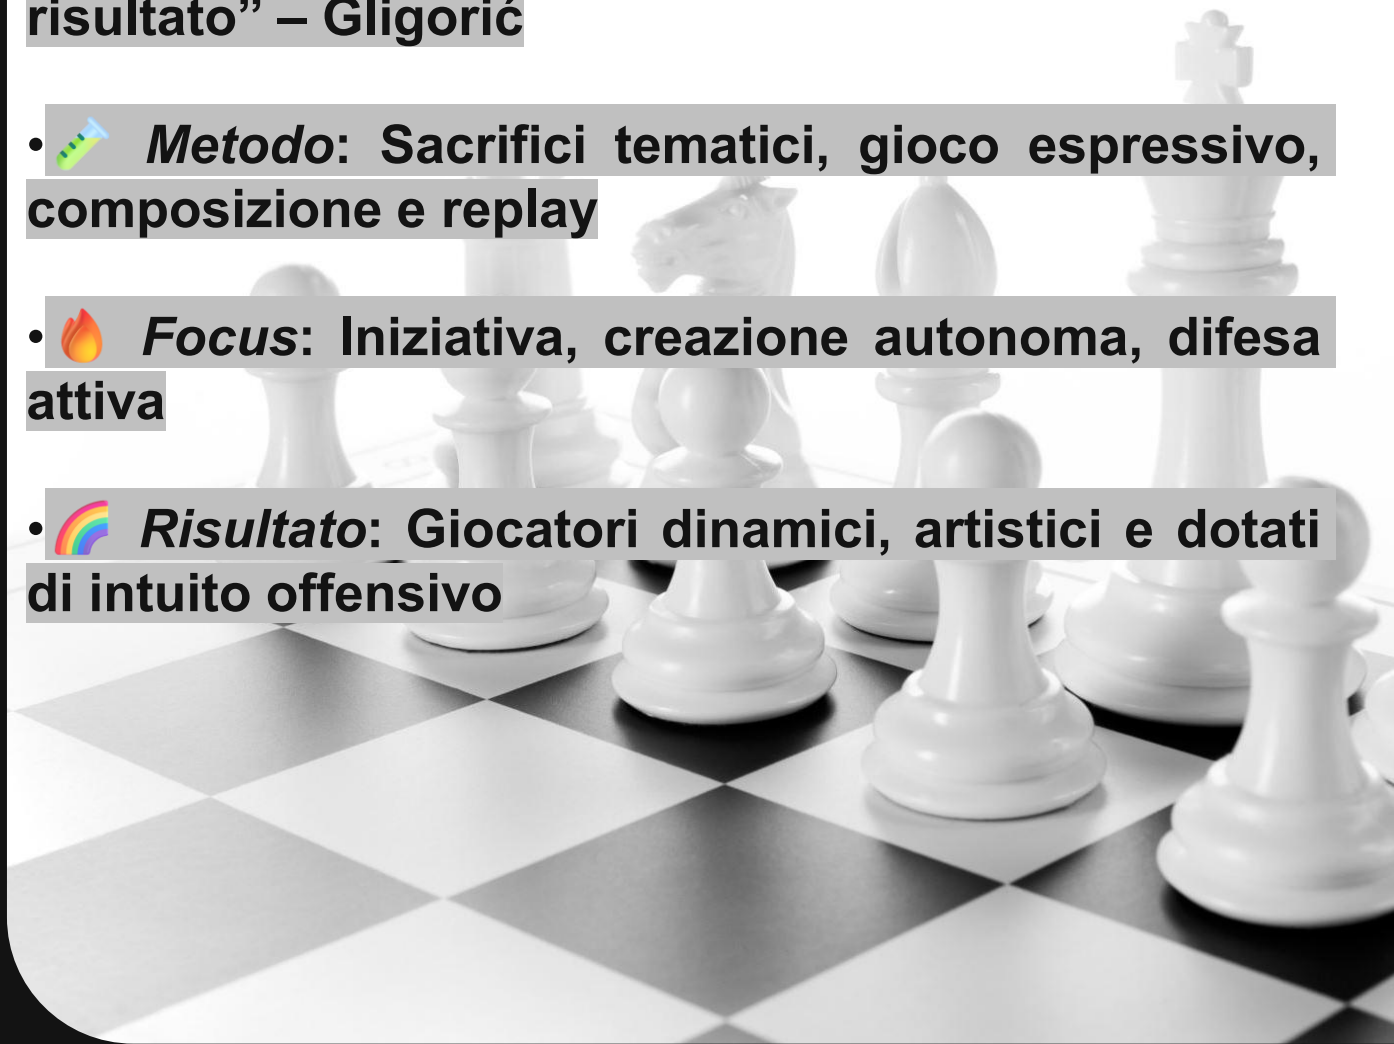 risultato” – Gligorić
•🧪 Metodo: Sacrifici tematici, gioco espressivo,
composizione e replay
•🔥 Focus: Iniziativa, creazione autonoma, difesa
attiva
•🌈 Risultato: Giocatori dinamici, artistici e dotati
di intuito offensivo